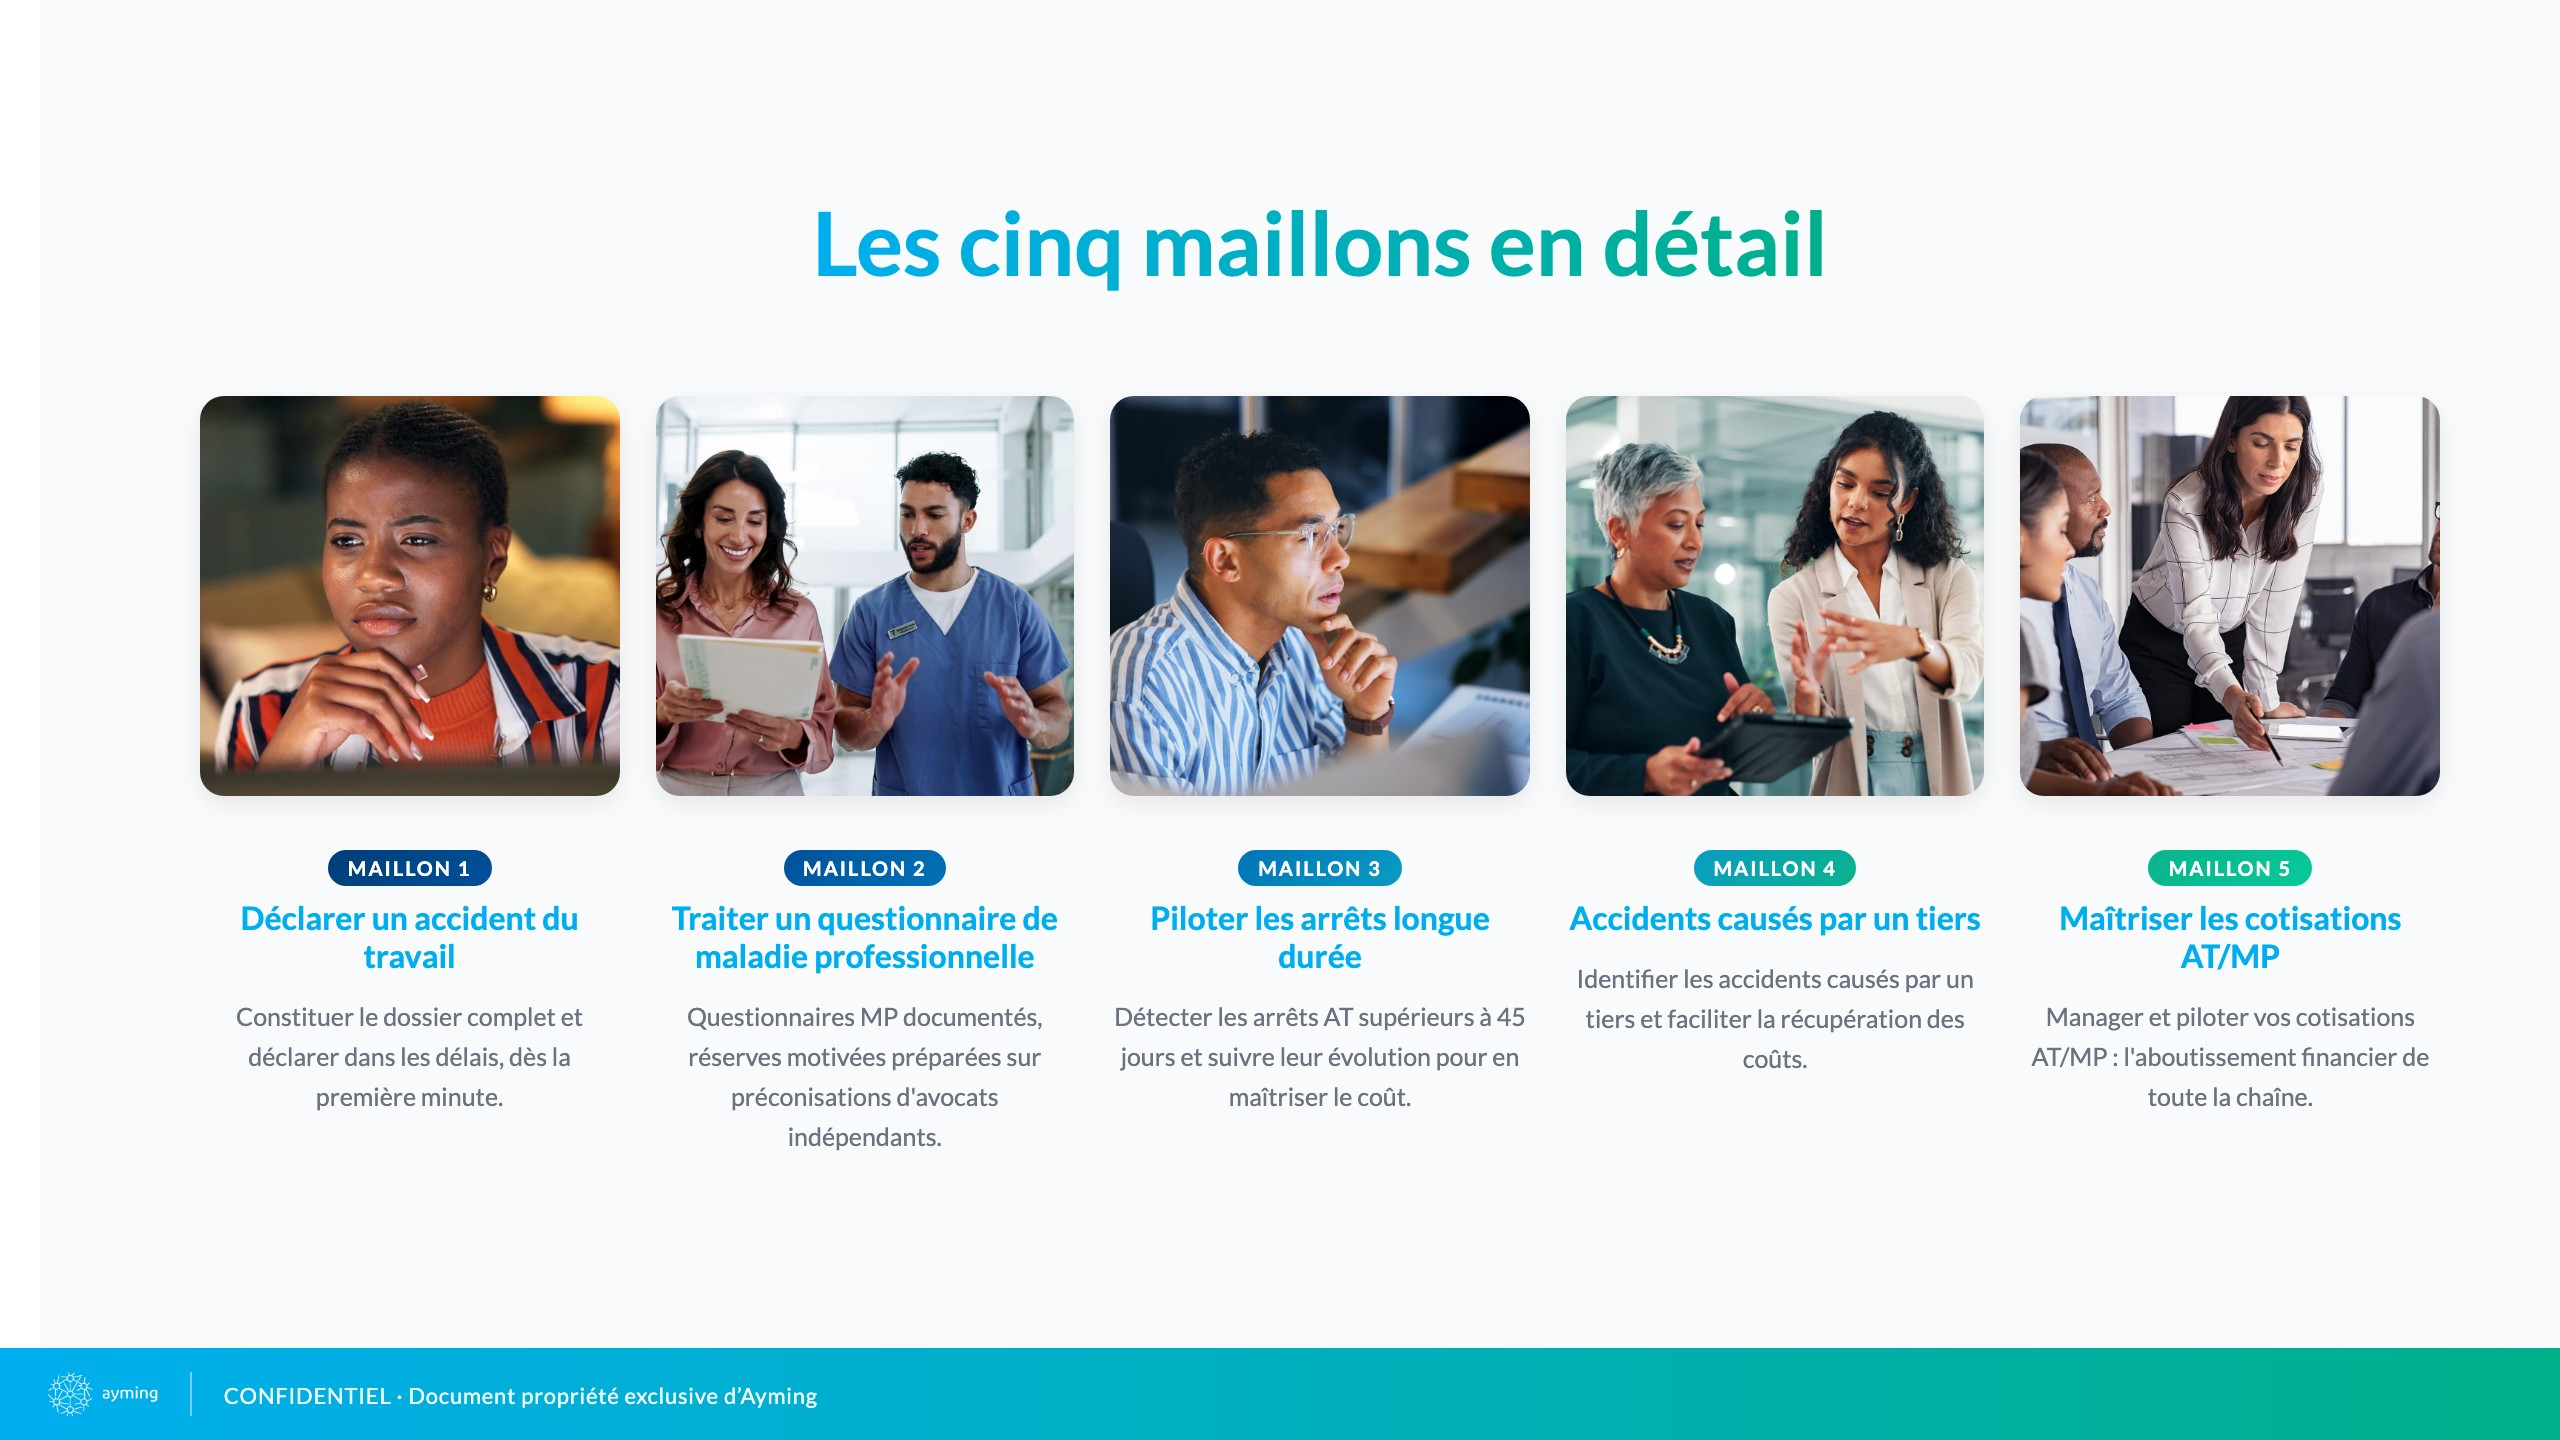 Les cinq maillons en détail
MAILLON 1
Déclarer un accident du
travail
Constituer le dossier complet et
déclarer dans les délais, dès la
première minute.
MAILLON 2
Traiter un questionnaire de
maladie professionnelle
Questionnaires MP documentés,
réserves motivées préparées sur
préconisations d'avocats
indépendants.
MAILLON 3
Piloter les arrêts longue
durée
Détecter les arrêts AT supérieurs à 45
jours et suivre leur évolution pour en
maîtriser le coût.
MAILLON 4
Accidents causés par un tiers
Identifier les accidents causés par un
tiers et faciliter la récupération des
coûts.
MAILLON 5
Maîtriser les cotisations
AT/MP
Manager et piloter vos cotisations
AT/MP : l'aboutissement financier de
toute la chaîne.
ayming
CONFIDENTIEL · Document propriété exclusive d’Ayming